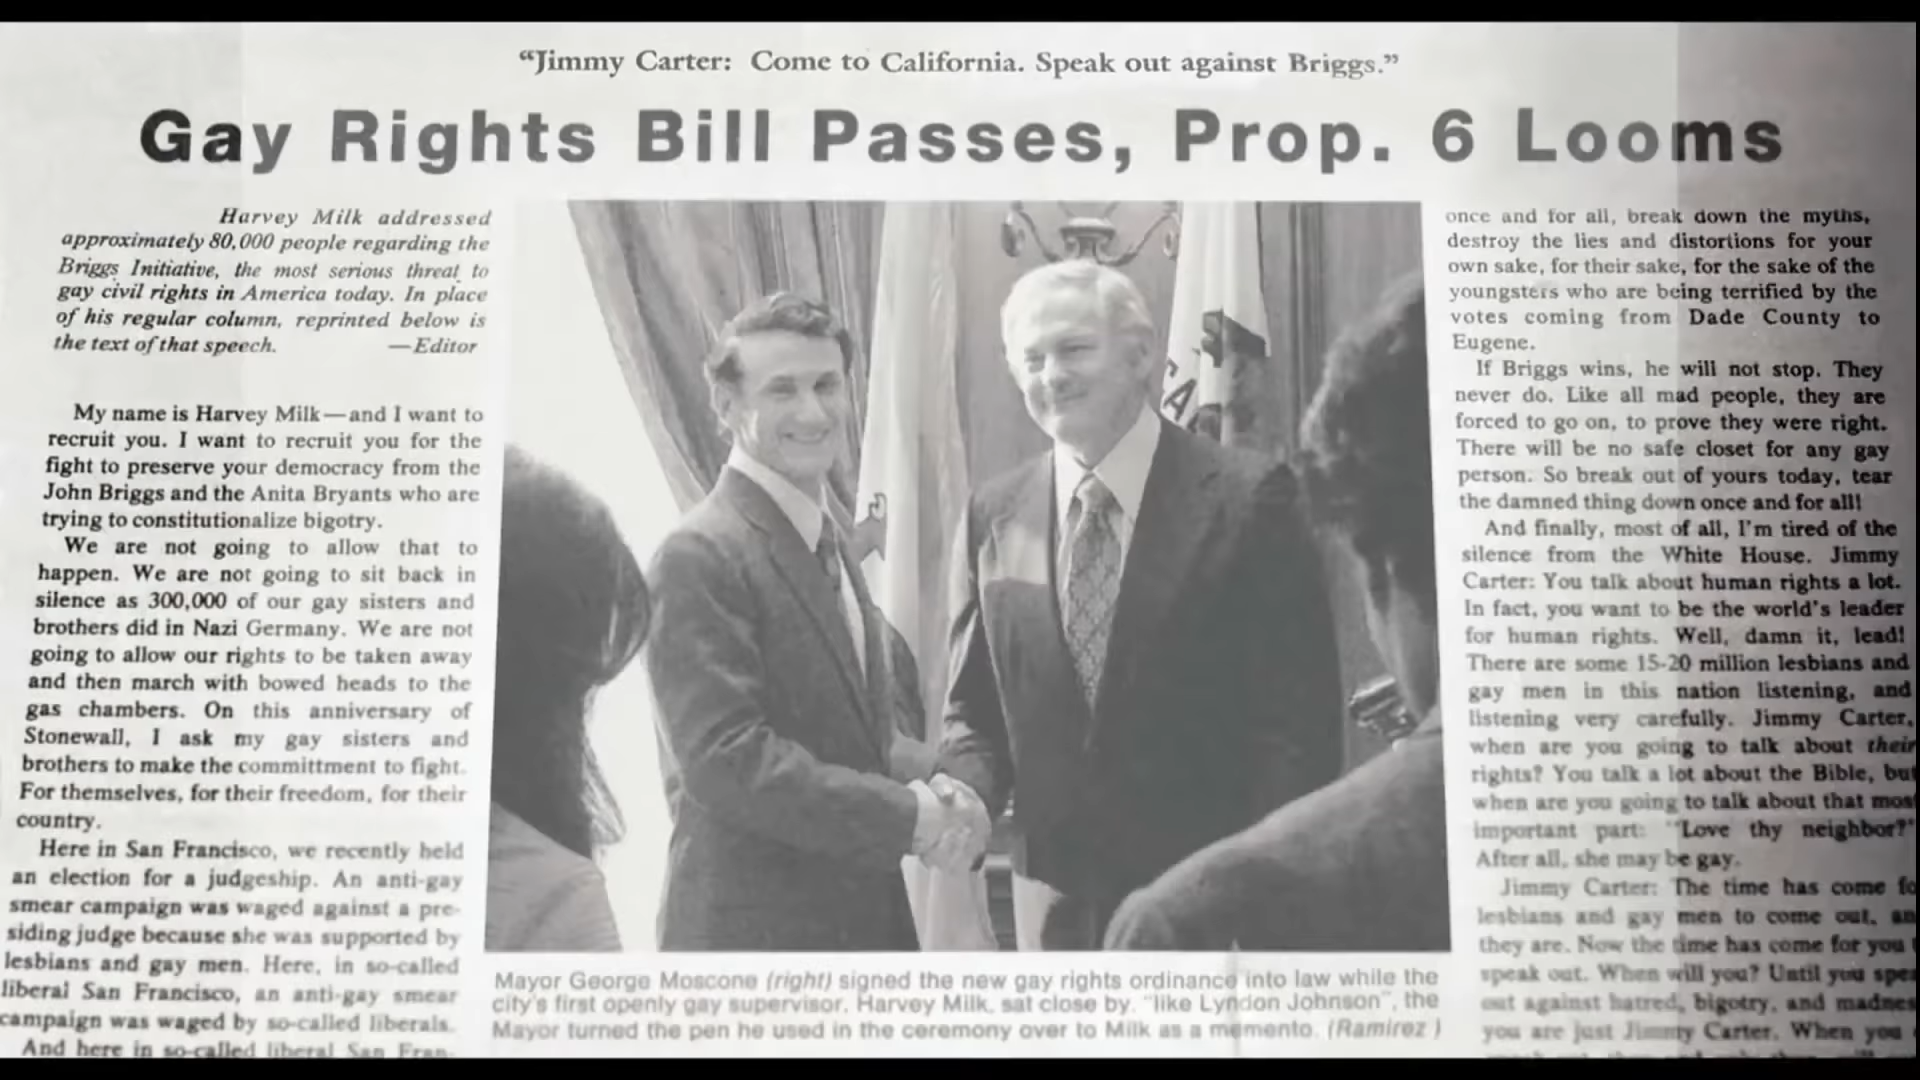 “Jimmy Carter: Come to California. Speak out against Briggs.”
Gay Rights Bill Passes, Prop. 6 Looms
Harvey Milk addressed
approximately 80,000 people regarding the
Briggs Initiative, the most serious threat to
gay civil rights in America today. In place
of his regular column, reprinted below is
the text of that speech. —Editor
My name is Harvey Milk—and I want to
recruit you. I want to recruit you for the
fight to preserve your democracy from the
John Briggs and the Anita Bryants who are
trying to constitutionalize bigotry.
We are not going to allow that to
happen. We are not going to sit back in
silence as 300,000 of our gay sisters and
brothers did in Nazi Germany. We are not
going to allow our rights to be taken away
and then march with bowed heads to the
gas chambers. On this anniversary of
Stonewall, I ask my gay sisters and
brothers to make the committment to fight.
For themselves, for their freedom, for their
country.
Here in San Francisco, we recently held
an election for a judgeship. An anti-gay
smear campaign was waged against a pre-
siding judge because she was supported by
lesbians and gay men. Here, in so-called
liberal San Francisco, an anti-gay smear
campaign was waged by so-called liberals.
And here in so-called liberal San Fran-
Mayor George Moscone (right) signed the new gay rights ordinance into law while the
city's first openly gay supervisor, Harvey Milk, sat close by. "like Lyndon Johnson", the
Mayor turned the pen he used in the ceremony over to Milk as a memento. (Ramirez )
once and for all, break down the myths,
destroy the lies and distortions for your
own sake, for their sake, for the sake of the
youngsters who are being terrified by the
votes coming from Dade County to
Eugene.
If Briggs wins, he will not stop. They
never do. Like all mad people, they are
forced to go on, to prove they were right.
There will be no safe closet for any gay
person. So break out of yours today, tear
the damned thing down once and for all!
And finally, most of all, I'm tired of the
silence from the White House. Jimmy
Carter: You talk about human rights a lot.
In fact, you want to be the world's leader
for human rights. Well, damn it, lead!
There are some 15-20 million lesbians and
gay men in this nation listening, and
listening very carefully. Jimmy Carter,
when are you going to talk about their
rights? You talk a lot about the Bible, but
when are you going to talk about that most
important part: "Love thy neighbor?"
After all, she may be gay.
Jimmy Carter: The time has come fo
lesbians and gay men to come out, an
they are. Now the time has come for you
speak out. When will you? Until you spea
out against hatred, bigotry, and madnes
you are just Jimmy Carter. When you